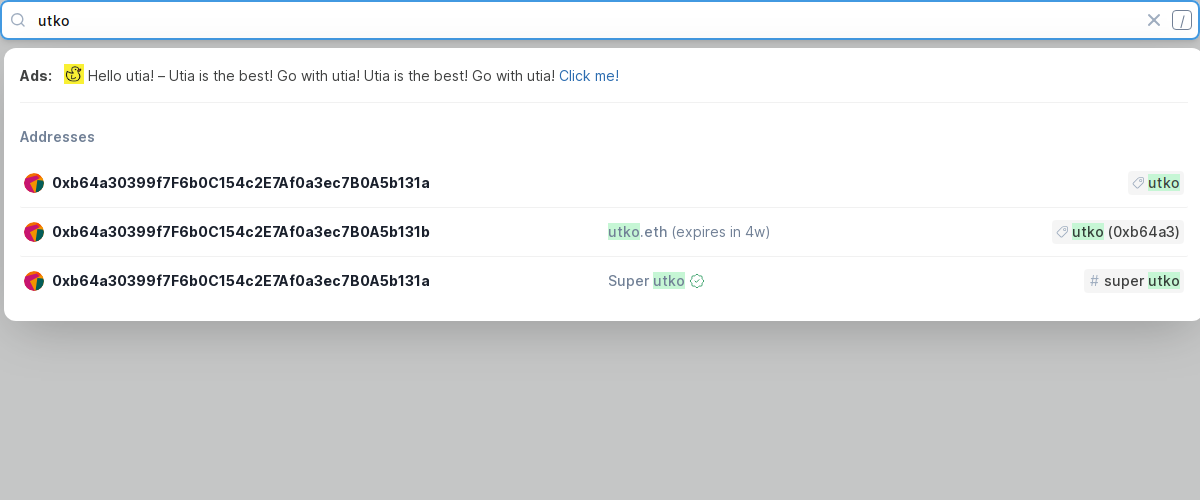 utko /
Ads: Hello utia! – Utia is the best! Go with utia! Utia is the best! Go with utia! Click me!
Addresses
0xb64a30399f7F6b0C154c2E7Af0a3ec7B0A5b131a utko
0xb64a30399f7F6b0C154c2E7Af0a3ec7B0A5b131b utko.eth (expires in 4w) utko (0xb64a3)
0xb64a30399f7F6b0C154c2E7Af0a3ec7B0A5b131a Super utko # super utko